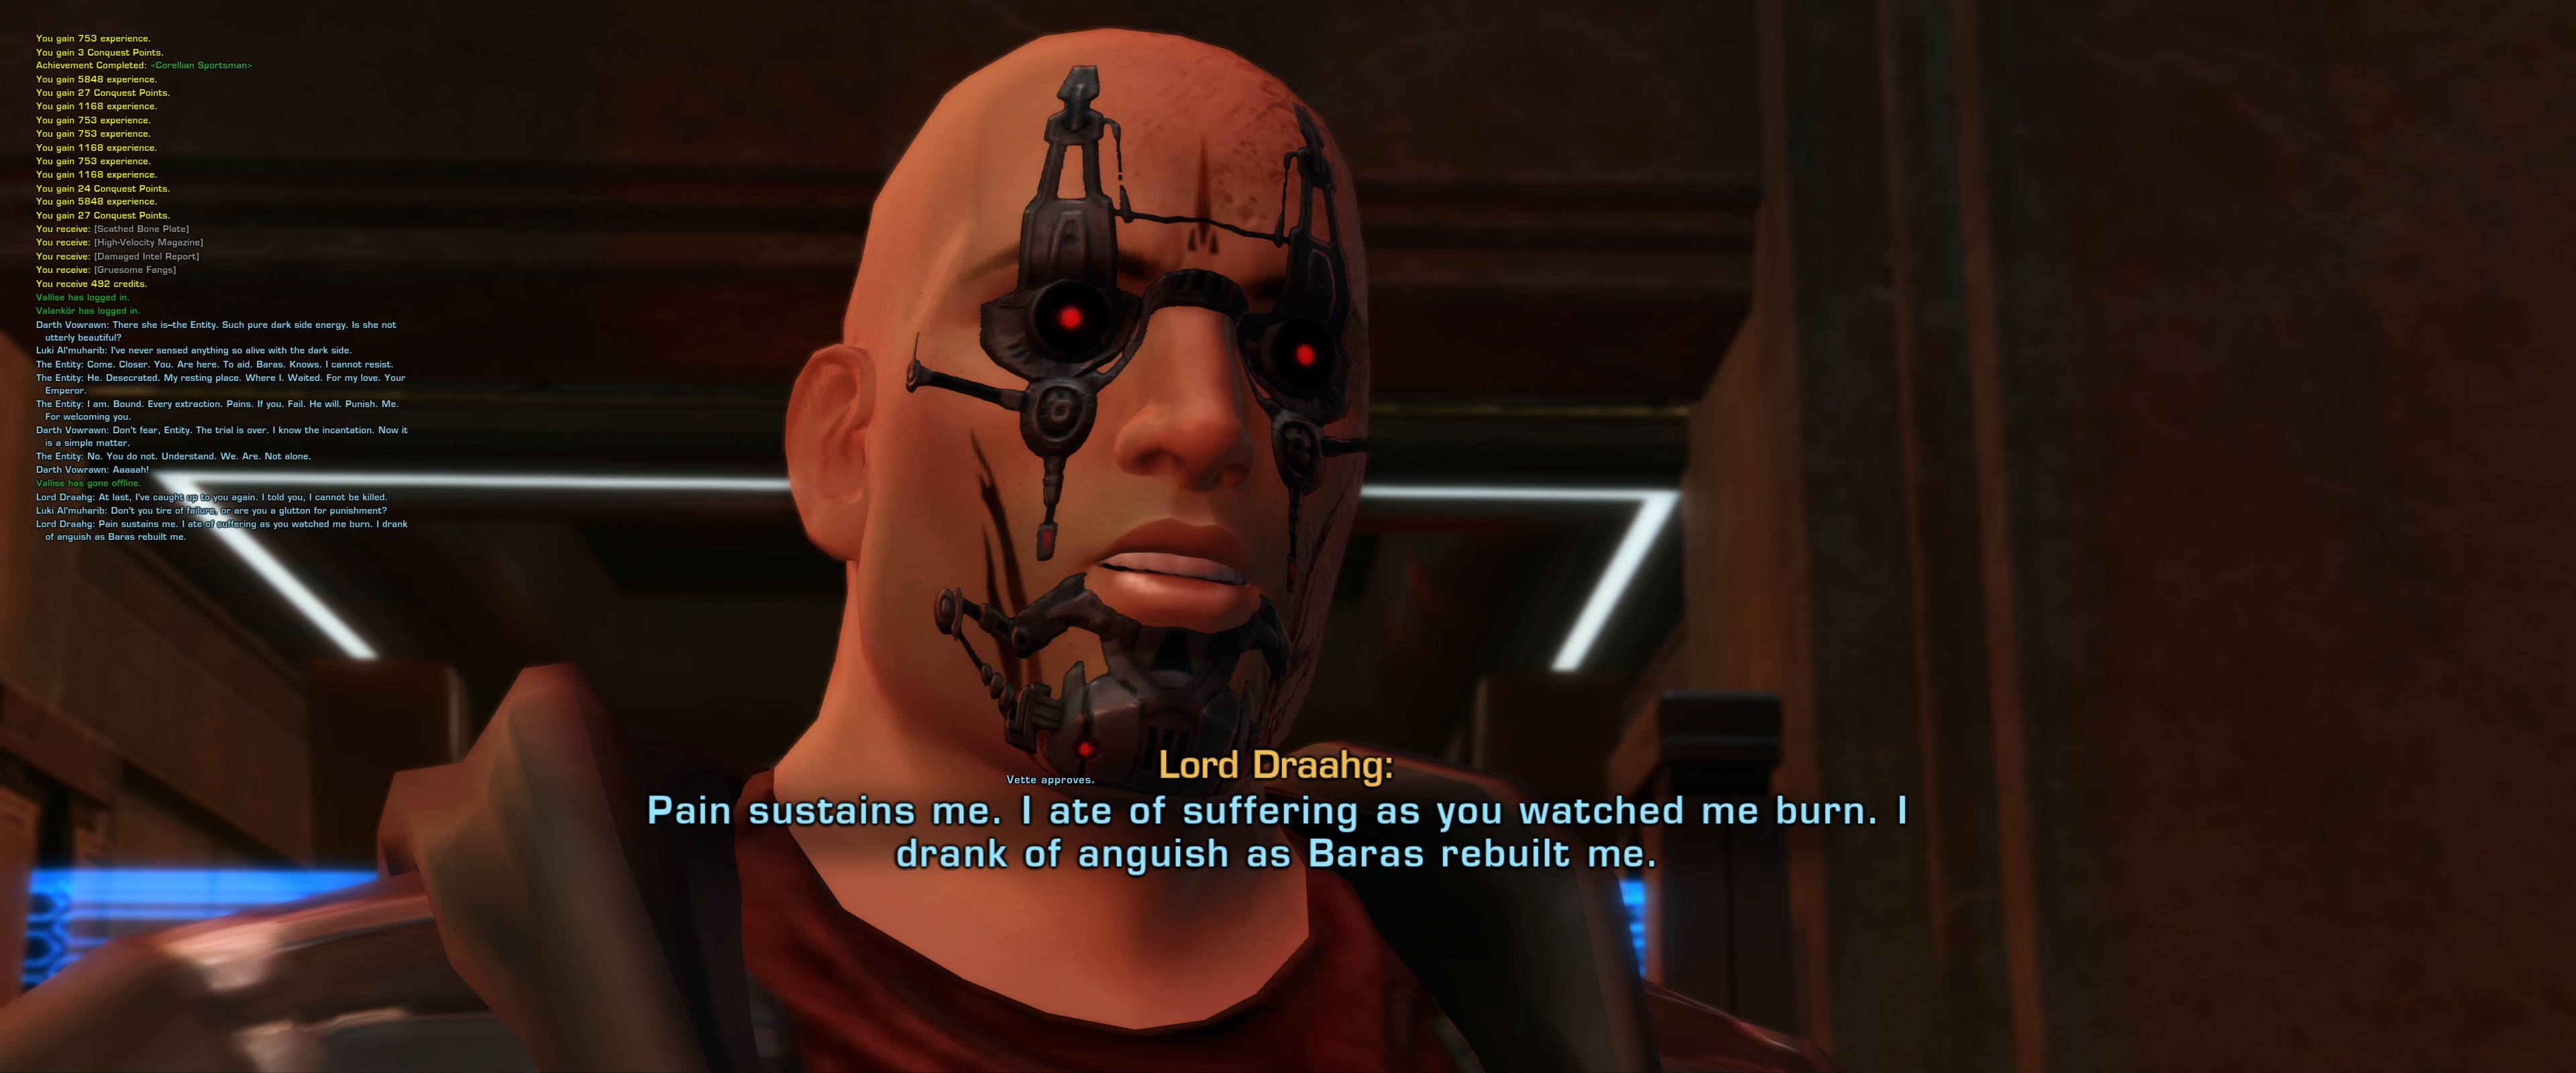 You gain 753 experience.
You gain 3 Conquest Points.
Achievement Completed: <Corellian Sportsman>
You gain 5848 experience.
You gain 27 Conquest Points.
You gain 1168 experience.
You gain 753 experience.
You gain 753 experience.
You gain 1168 experience.
You gain 753 experience.
You gain 1168 experience.
You gain 24 Conquest Points.
You gain 5848 experience.
You gain 27 Conquest Points.
You receive: [Scathed Bone Plate]
You receive: [High-Velocity Magazine]
You receive: [Damaged Intel Report]
You receive: [Gruesome Fangs]
You receive 492 credits.
Vallise has logged in.
Valankör has logged in.
Darth Vowrawn: There she is–the Entity. Such pure dark side energy. Is she not
utterly beautiful?
Luki Al'muharib: I've never sensed anything so alive with the dark side.
The Entity: Come. Closer. You. Are here. To aid. Baras. Knows. I cannot resist.
The Entity: He. Desecrated. My resting place. Where I. Waited. For my love. Your
Emperor.
The Entity: I am. Bound. Every extraction. Pains. If you. Fail. He will. Punish. Me.
For welcoming you.
Darth Vowrawn: Don't fear, Entity. The trial is over. I know the incantation. Now it
is a simple matter.
The Entity: No. You do not. Understand. We. Are. Not alone.
Darth Vowrawn: Aaaaah!
Vallise has gone offline.
Lord Draahg: At last, I've caught up to you again. I told you, I cannot be killed.
Luki Al'muharib: Don't you tire of failure, or are you a glutton for punishment?
Lord Draahg: Pain sustains me. I ate of suffering as you watched me burn. I drank
of anguish as Baras rebuilt me.
Lord Draahg:
Vette approves.
Pain sustains me. I ate of suffering as you watched me burn. I
drank of anguish as Baras rebuilt me.